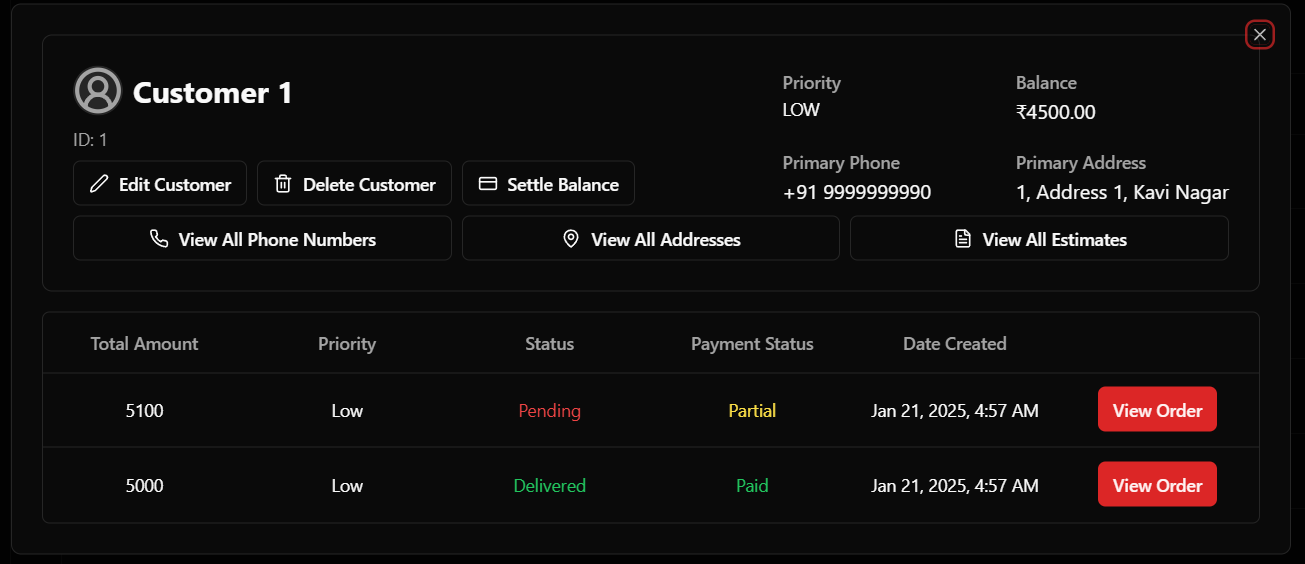 Customer 1
ID: 1
Edit Customer
Delete Customer
Settle Balance
Priority
LOW
Balance
₹4500.00
Primary Phone
+91 9999999990
Primary Address
1, Address 1, Kavi Nagar
View All Phone Numbers
View All Addresses
View All Estimates
Total Amount Priority Status Payment Status Date Created
5100 Low Pending Partial Jan 21, 2025, 4:57 AM View Order
5000 Low Delivered Paid Jan 21, 2025, 4:57 AM View Order